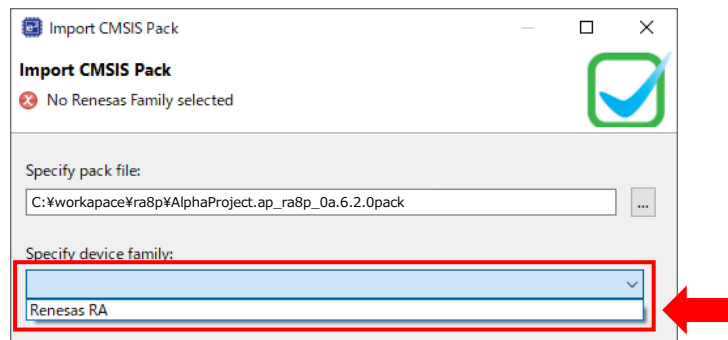 Import CMSIS Pack
Import CMSIS Pack
No Renesas Family selected
Specify pack file:
C:¥workapace¥ra8p¥AlphaProject.ap_ra8p_0a.6.2.0pack
...
Specify device family:
Renesas RA